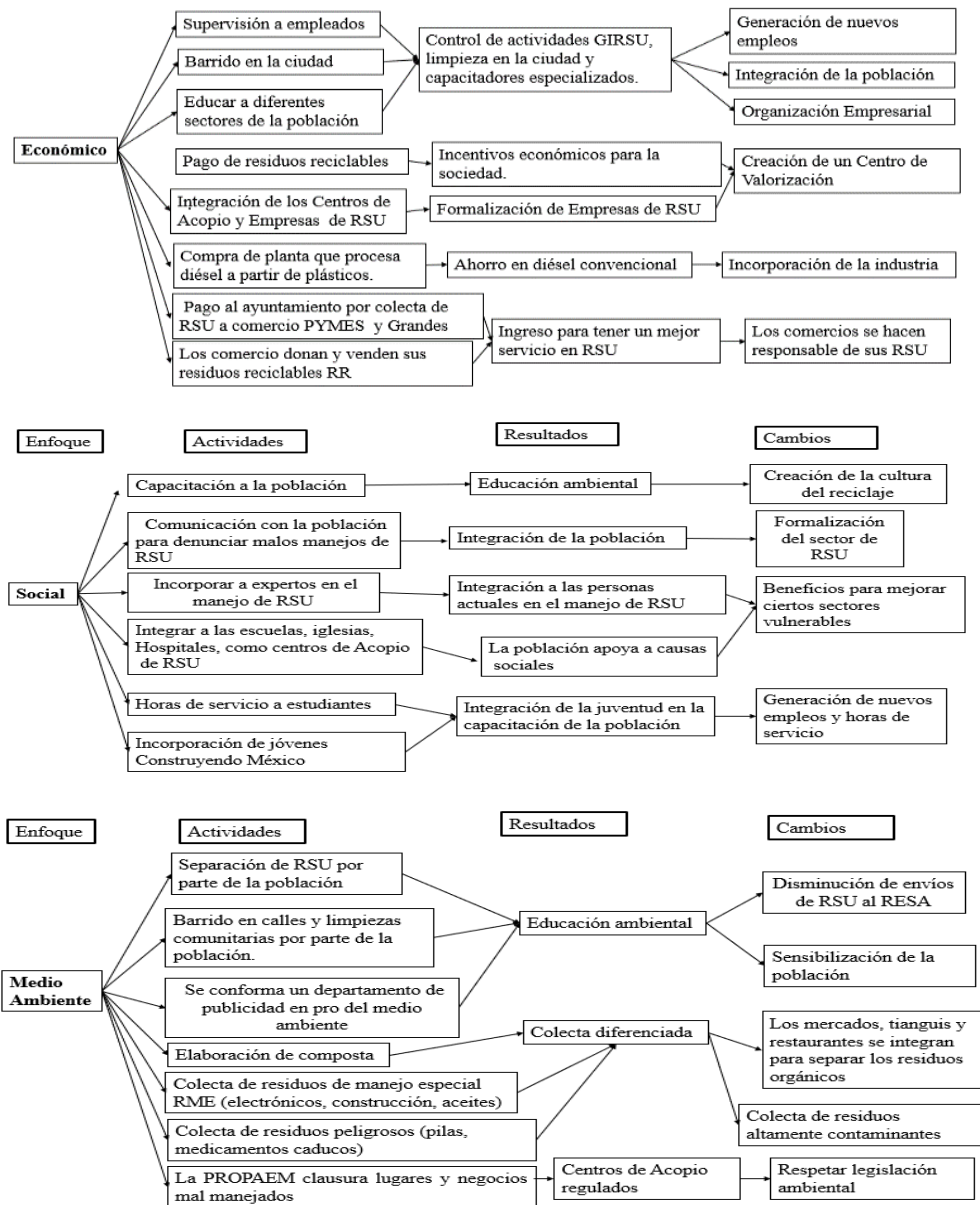 Supervisión a empleados
Barrido en la ciudad
Educar a diferentes
sectores de la población
Control de actividades GIRSU,
limpieza en la ciudad y
capacitadores especializados.
Generación de nuevos
empleos
Integración de la población
Organización Empresarial
Económico
Pago de residuos reciclables
Incentivos económicos para la
sociedad.
Creación de un Centro de
Valorización
Integración de los Centros de
Acopio y Empresas de RSU
Formalización de Empresas de RSU
Compra de planta que procesa
diésel a partir de plásticos.
Ahorro en diésel convencional
Incorporación de la industria
Pago al ayuntamiento por colecta de
RSU a comercio PYMES y Grandes
Los comercio donan y venden sus
residuos reciclables RR
Ingreso para tener un mejor
servicio en RSU
Los comercios se hacen
responsable de sus RSU
Enfoque
Actividades
Resultados
Cambios
Capacitación a la población
Educación ambiental
Creación de la cultura
del reciclaje
Comunicación con la población
para denunciar malos manejos de
RSU
Integración de la población
Formalización
del sector de
RSU
Social
Incorporar a expertos en el
manejo de RSU
Integración a las personas
actuales en el manejo de RSU
Beneficios para mejorar
ciertos sectores
vulnerables
Integrar a las escuelas, iglesias,
Hospitales, como centros de Acopio
de RSU
La población apoya a causas
sociales
Horas de servicio a estudiantes
Incorporación de jóvenes
Construyendo México
Integración de la juventud en la
capacitación de la población
Generación de nuevos
empleos y horas de
servicio
Enfoque
Actividades
Resultados
Cambios
Separación de RSU por
parte de la población
Barrido en calles y limpiezas
comunitarias por parte de la
población.
Se conforma un departamento de
publicidad en pro del medio
ambiente
Educación ambiental
Disminución de envíos
de RSU al RESA
Sensibilización de la
población
Medio
Ambiente
Elaboración de composta
Colecta de residuos de manejo especial
RME (electrónicos, construcción, aceites)
Colecta de residuos peligrosos (pilas,
medicamentos caducos)
Colecta diferenciada
Los mercados, tianguis y
restaurantes se integran
para separar los residuos
orgánicos
Colecta de residuos
altamente contaminantes
La PROPAEM clausura lugares y negocios
mal manejados
Centros de Acopio
regulados
Respetar legislación
ambiental